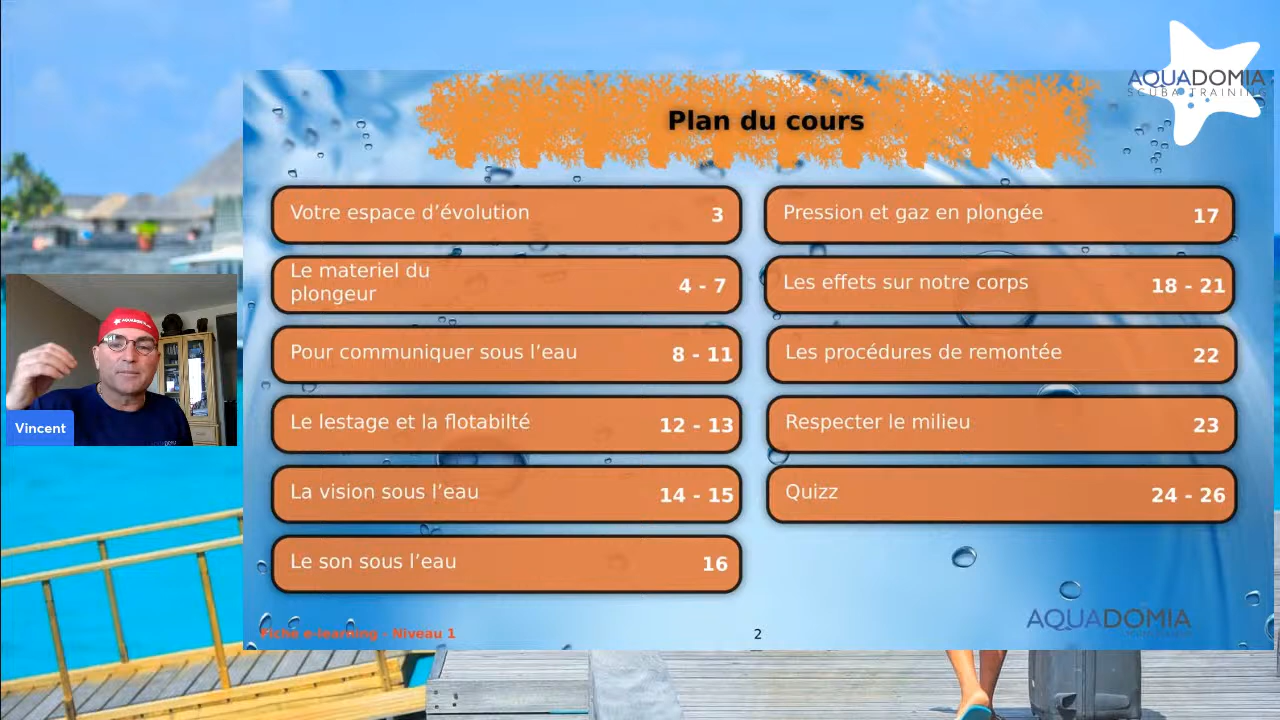 AQUADOMIA
SCUBA TRAINING
Plan du cours
Votre espace d’évolution 3
Le materiel du
plongeur 4 - 7
Pour communiquer sous l’eau 8 - 11
Le lestage et la flotabilté 12 - 13
La vision sous l’eau 14 - 15
Le son sous l’eau 16
Pression et gaz en plongée 17
Les effets sur notre corps 18 - 21
Les procédures de remontée 22
Respecter le milieu 23
Quizz 24 - 26
Vincent
Fiche e-learning - Niveau 1
2
AQUADOMIA